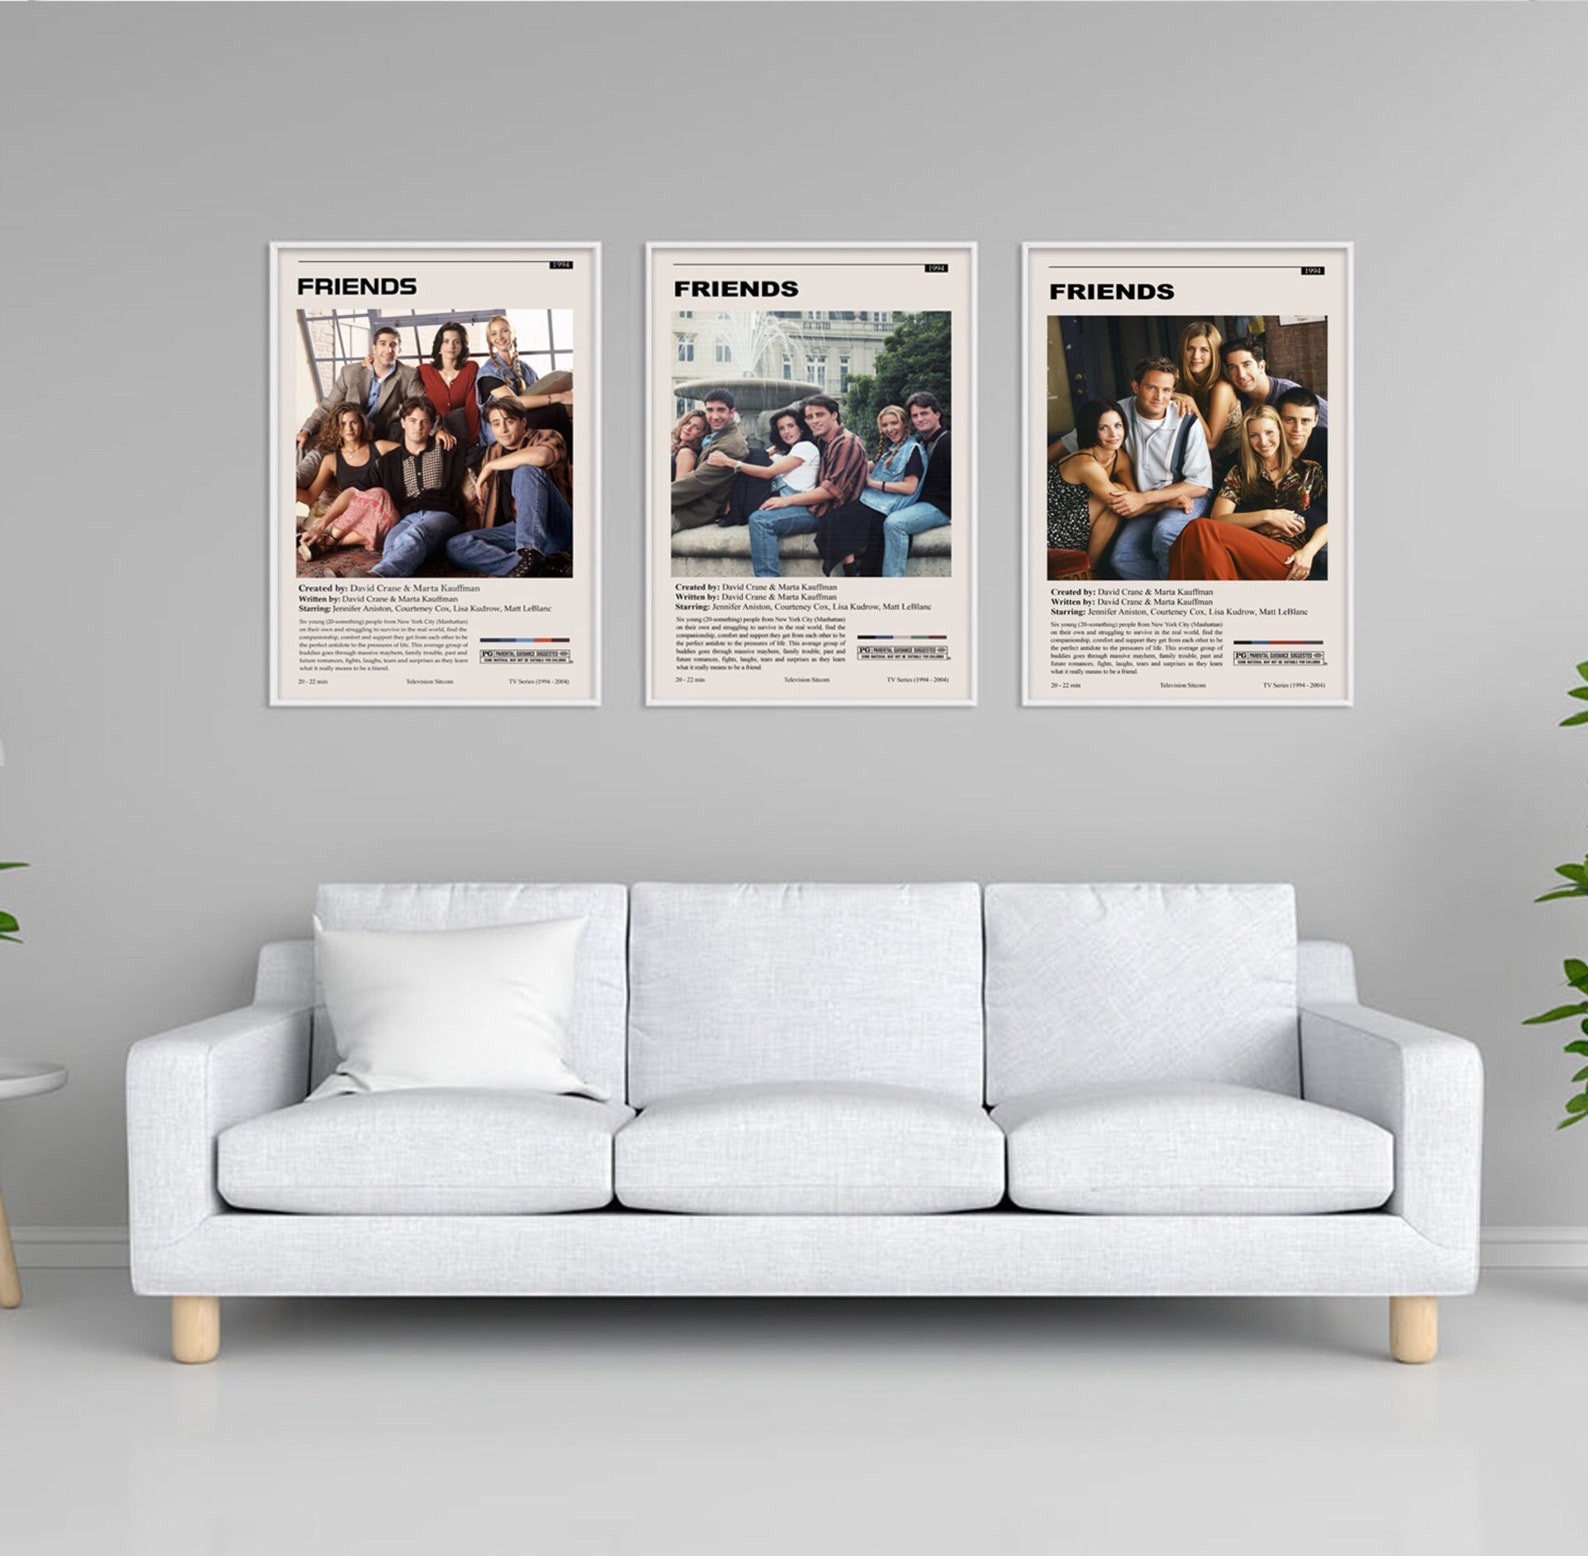 1994
FRIENDS
Created by: David Crane & Marta Kauffman
Written by: David Crane & Marta Kauffman
Starring: Jennifer Aniston, Courteney Cox, Lisa Kudrow, Matt LeBlanc
Six young (20-something) people from New York City (Manhattan)
on their own and struggling to survive in the real world, find the
companionship, comfort and support they get from each other to be
the perfect antidote to the pressures of life. This average group of
buddies goes through massive mayhem, family trouble, past and
future romances, fights, laughs, tears and surprises as they learn
what it really means to be a friend.
PG PARENTAL GUIDANCE SUGGESTED
SOME MATERIAL MAY NOT BE SUITABLE FOR CHILDREN
20 - 22 min Television Sitcom TV Series (1994 - 2004)
1994
FRIENDS
Created by: David Crane & Marta Kauffman
Written by: David Crane & Marta Kauffman
Starring: Jennifer Aniston, Courteney Cox, Lisa Kudrow, Matt LeBlanc
Six young (20-something) people from New York City (Manhattan)
on their own and struggling to survive in the real world, find the
companionship, comfort and support they get from each other to be
the perfect antidote to the pressures of life. This average group of
buddies goes through massive mayhem, family trouble, past and
future romances, fights, laughs, tears and surprises as they learn
what it really means to be a friend.
PG PARENTAL GUIDANCE SUGGESTED
SOME MATERIAL MAY NOT BE SUITABLE FOR CHILDREN
20 - 22 min Television Sitcom TV Series (1994 - 2004)
1994
FRIENDS
Created by: David Crane & Marta Kauffman
Written by: David Crane & Marta Kauffman
Starring: Jennifer Aniston, Courteney Cox, Lisa Kudrow, Matt LeBlanc
Six young (20-something) people from New York City (Manhattan)
on their own and struggling to survive in the real world, find the
companionship, comfort and support they get from each other to be
the perfect antidote to the pressures of life. This average group of
buddies goes through massive mayhem, family trouble, past and
future romances, fights, laughs, tears and surprises as they learn
what it really means to be a friend.
PG PARENTAL GUIDANCE SUGGESTED
SOME MATERIAL MAY NOT BE SUITABLE FOR CHILDREN
20 - 22 min Television Sitcom TV Series (1994 - 2004)